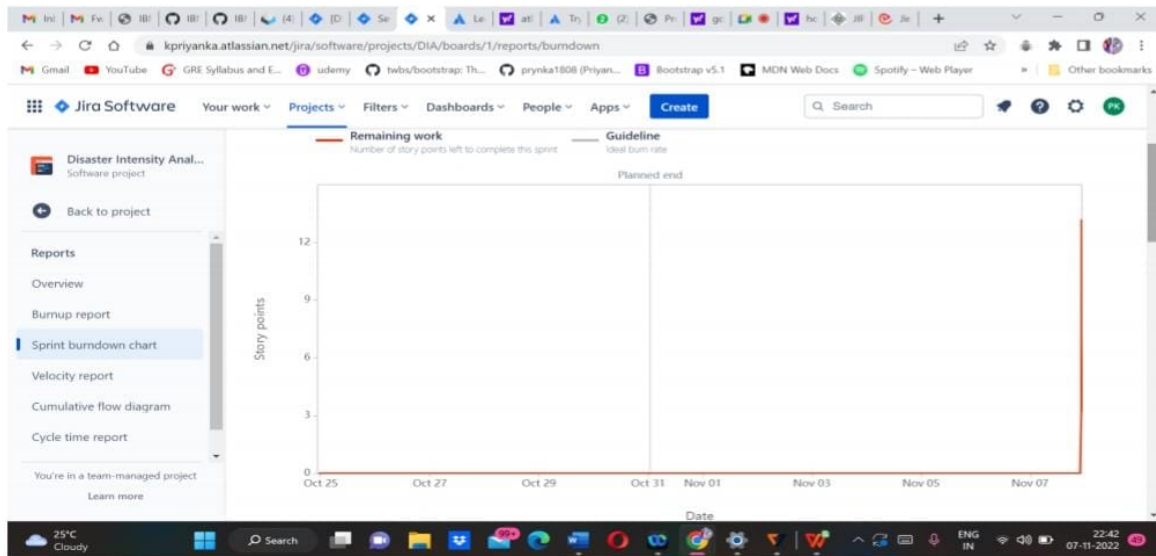 kpriyanka.atlassian.net/jira/software/projects/DIA/boards/1/reports/burndown
Gmail YouTube GRE Syllabus and E... udemy twbs/bootstrap: Th... prynka1808 (Priyan... Bootstrap v5.1 MDN Web Docs Spotify – Web Player » Other bookmarks
Jira Software Your work Projects Filters Dashboards People Apps Create Search PK
Disaster Intensity Anal...
Software project
Back to project
Reports
Overview
Burnup report
Sprint burndown chart
Velocity report
Cumulative flow diagram
Cycle time report
You're in a team-managed project
Learn more
Remaining work Guideline
Number of story points left to complete this sprint Ideal burn rate
Planned end
12
9
6
3
0
Story points
Oct 25 Oct 27 Oct 29 Oct 31 Nov 01 Nov 03 Nov 05 Nov 07
Date
25°C
Cloudy
Search
99+
ENG
IN
22:42
07-11-2022
49